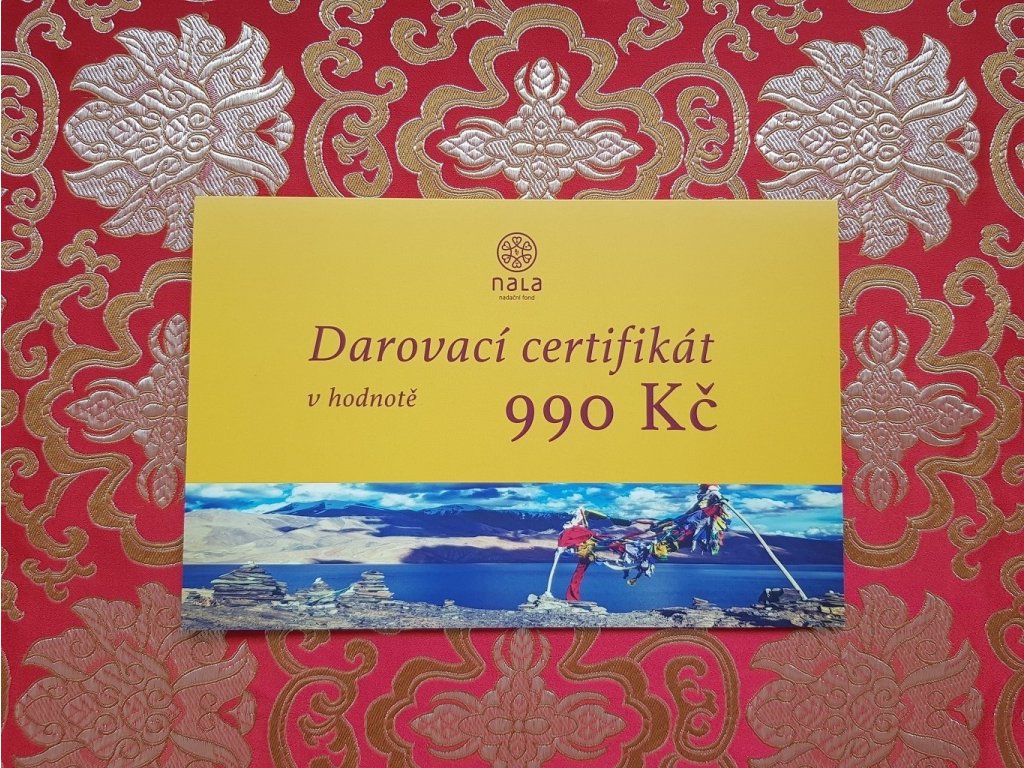 nala
nadační fond
Darovací certifikát
v hodnotě 990 Kč